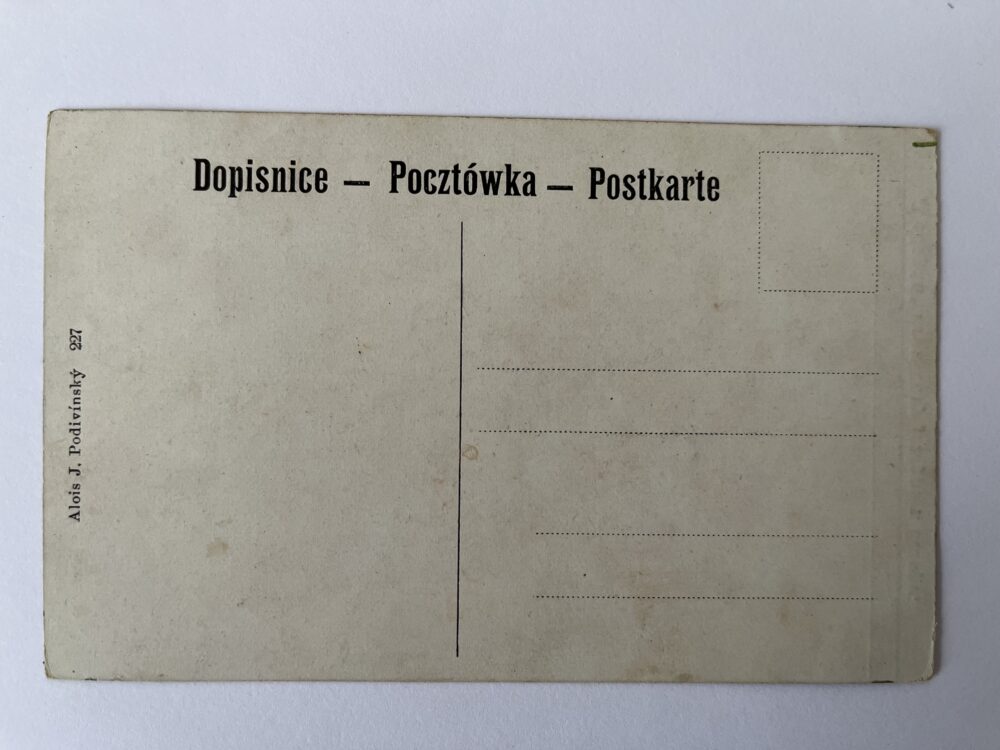 Dopisnice — Pocztówka — Postkarte
Alois J. Podivínský 227